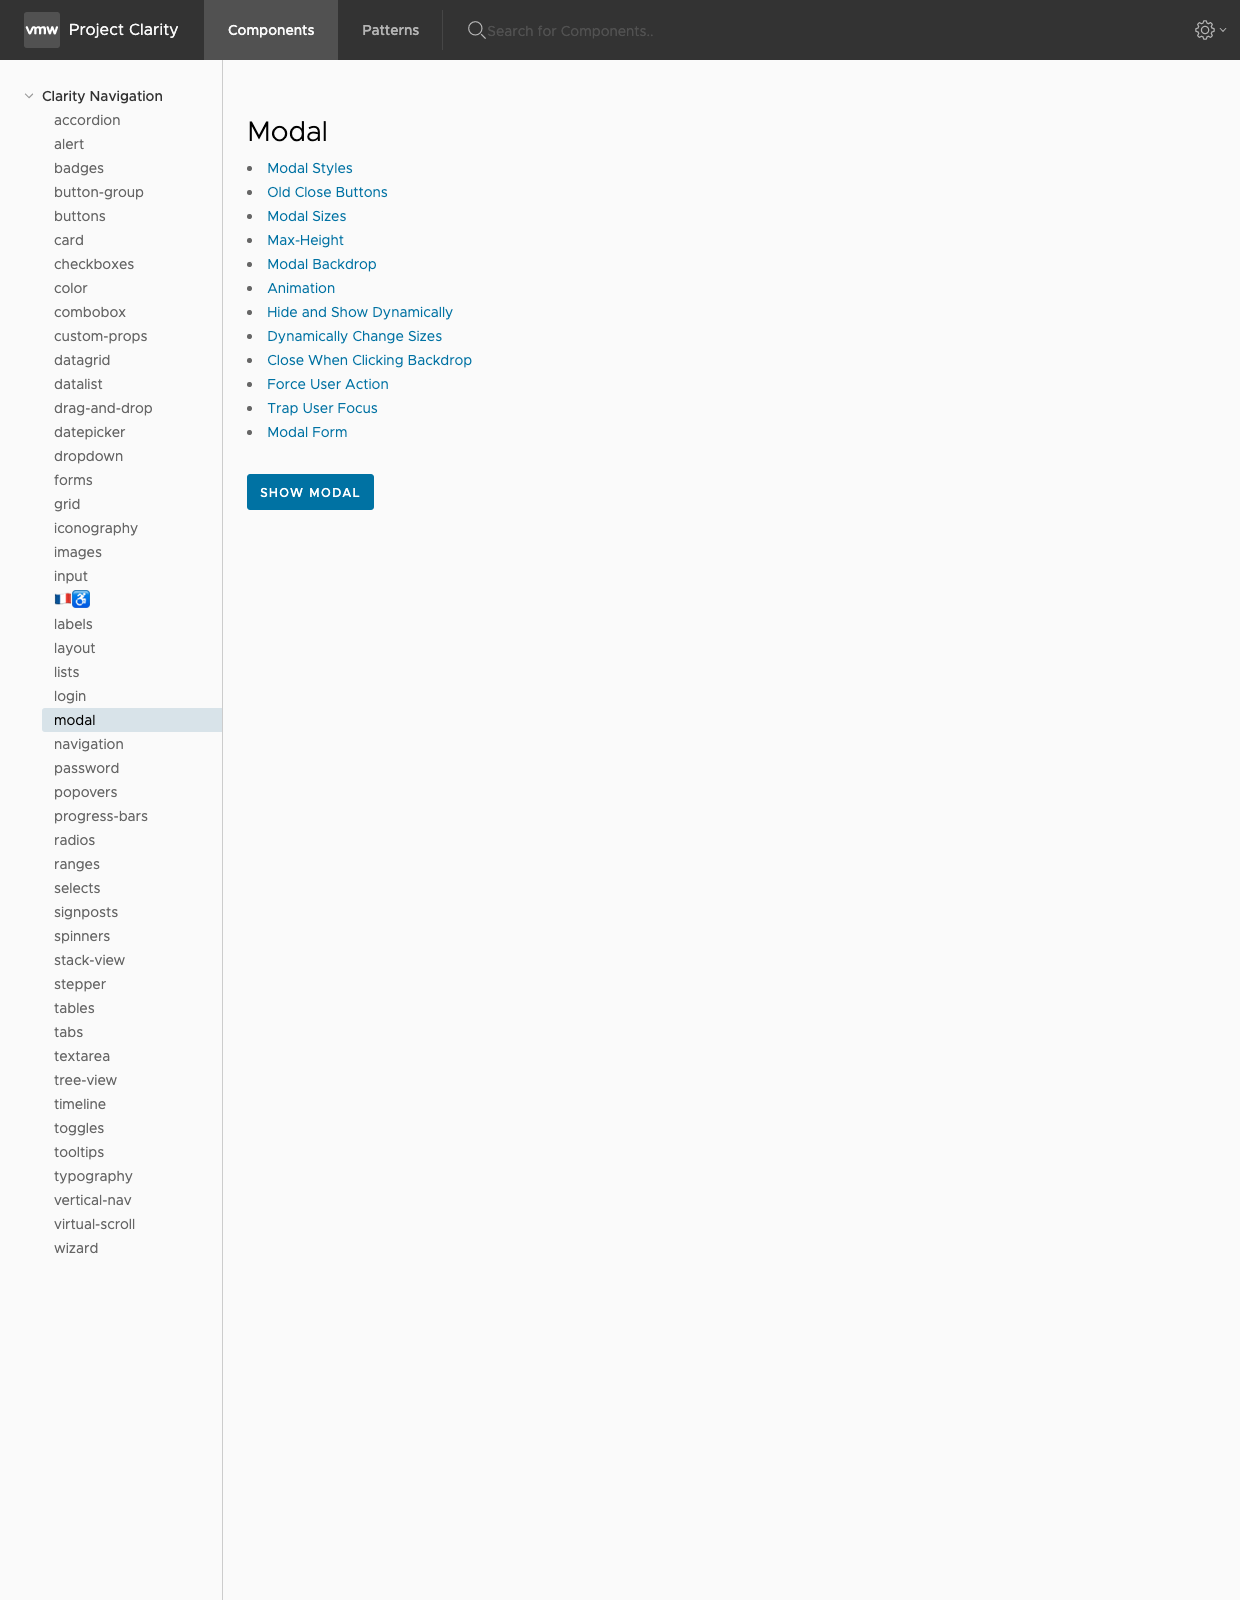 vmw Project Clarity Components Patterns Search for Components..
Clarity Navigation
accordion
alert
badges
button-group
buttons
card
checkboxes
color
combobox
custom-props
datagrid
datalist
drag-and-drop
datepicker
dropdown
forms
grid
iconography
images
input
🇫🇷♿
labels
layout
lists
login
modal
navigation
password
popovers
progress-bars
radios
ranges
selects
signposts
spinners
stack-view
stepper
tables
tabs
textarea
tree-view
timeline
toggles
tooltips
typography
vertical-nav
virtual-scroll
wizard
Modal
Modal Styles
Old Close Buttons
Modal Sizes
Max-Height
Modal Backdrop
Animation
Hide and Show Dynamically
Dynamically Change Sizes
Close When Clicking Backdrop
Force User Action
Trap User Focus
Modal Form
SHOW MODAL